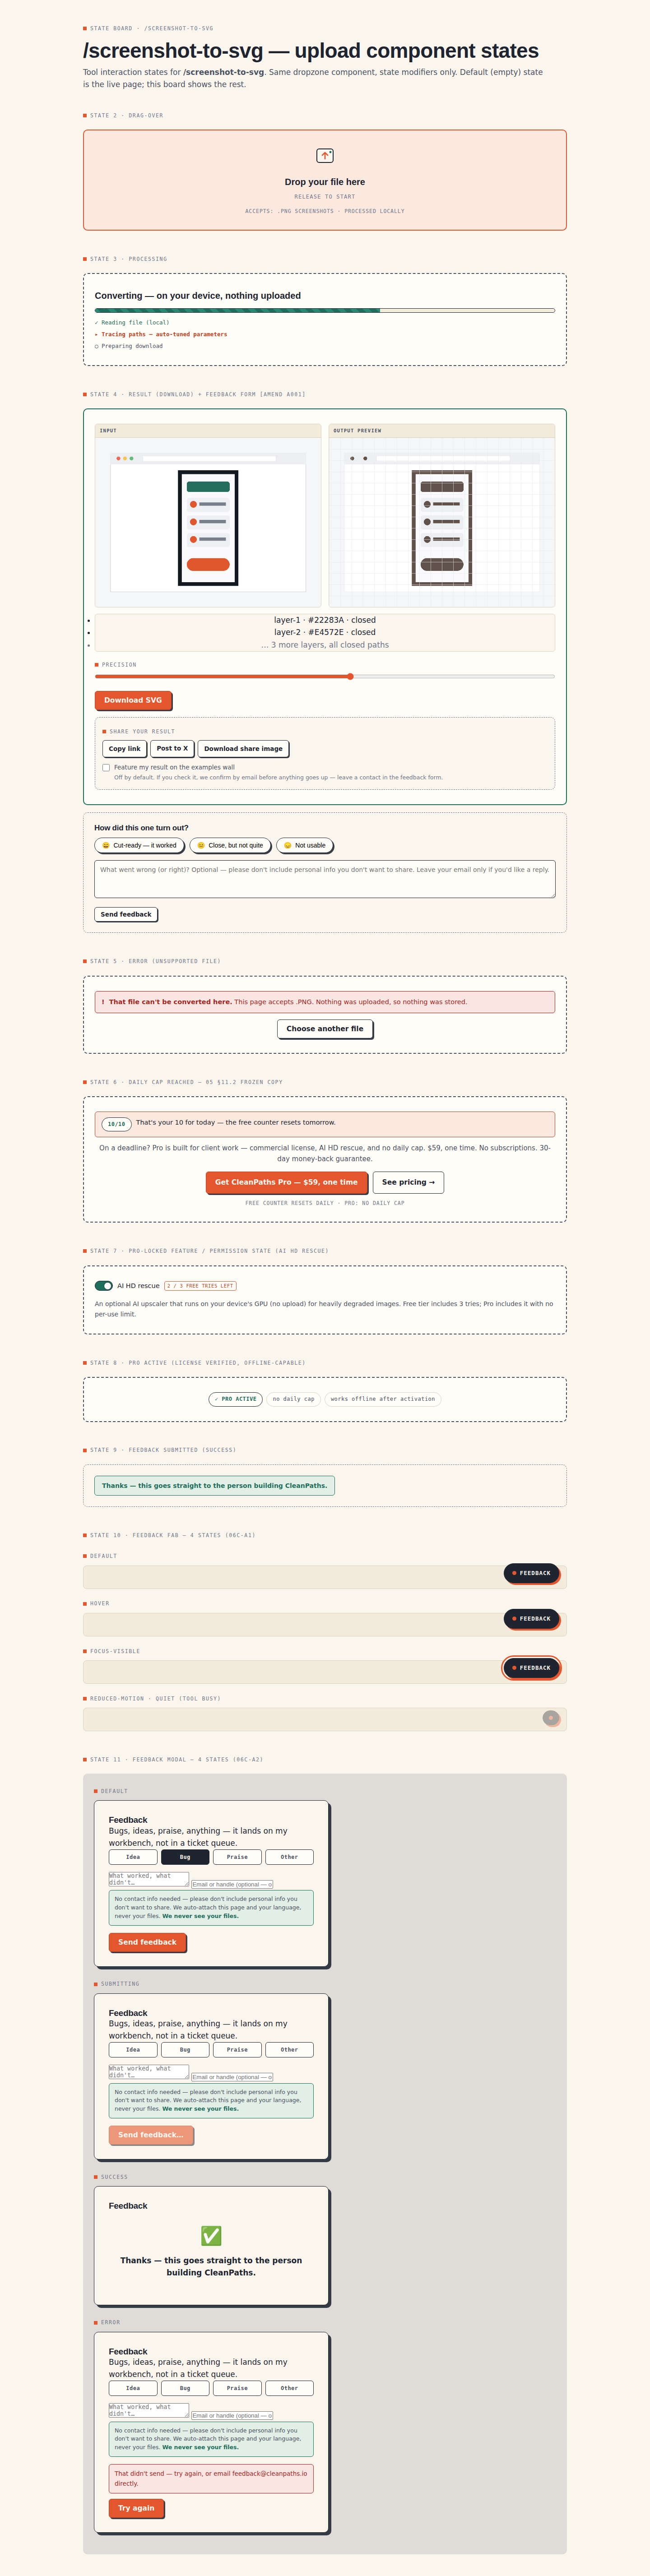 STATE BOARD · /SCREENSHOT-TO-SVG
/screenshot-to-svg — upload component states
Tool interaction states for /screenshot-to-svg. Same dropzone component, state modifiers only. Default (empty) state
is the live page; this board shows the rest.
STATE 2 · DRAG-OVER
Drop your file here
RELEASE TO START
ACCEPTS: .PNG SCREENSHOTS · PROCESSED LOCALLY
STATE 3 · PROCESSING
Converting — on your device, nothing uploaded
✓ Reading file (local)
▸ Tracing paths — auto-tuned parameters
○ Preparing download
STATE 4 · RESULT (DOWNLOAD) + FEEDBACK FORM [AMEND A001]
INPUT
OUTPUT PREVIEW
layer-1 · #22283A · closed
layer-2 · #E4572E · closed
… 3 more layers, all closed paths
PRECISION
Download SVG
SHARE YOUR RESULT
Copy link
Post to X
Download share image
Feature my result on the examples wall
Off by default. If you check it, we confirm by email before anything goes up — leave a contact in the feedback form.
How did this one turn out?
😀 Cut-ready — it worked
😐 Close, but not quite
😞 Not usable
What went wrong (or right)? Optional — please don't include personal info you don't want to share. Leave your email only if you'd like a reply.
Send feedback
STATE 5 · ERROR (UNSUPPORTED FILE)
! That file can't be converted here. This page accepts .PNG. Nothing was uploaded, so nothing was stored.
Choose another file
STATE 6 · DAILY CAP REACHED — 05 §11.2 FROZEN COPY
10/10 That's your 10 for today — the free counter resets tomorrow.
On a deadline? Pro is built for client work — commercial license, AI HD rescue, and no daily cap. $59, one time. No subscriptions. 30-
day money-back guarantee.
Get CleanPaths Pro — $59, one time
See pricing →
FREE COUNTER RESETS DAILY · PRO: NO DAILY CAP
STATE 7 · PRO-LOCKED FEATURE / PERMISSION STATE (AI HD RESCUE)
AI HD rescue 2 / 3 FREE TRIES LEFT
An optional AI upscaler that runs on your device's GPU (no upload) for heavily degraded images. Free tier includes 3 tries; Pro includes it with no
per-use limit.
STATE 8 · PRO ACTIVE (LICENSE VERIFIED, OFFLINE-CAPABLE)
✓ PRO ACTIVE
no daily cap
works offline after activation
STATE 9 · FEEDBACK SUBMITTED (SUCCESS)
Thanks — this goes straight to the person building CleanPaths.
STATE 10 · FEEDBACK FAB — 4 STATES (06C-A1)
DEFAULT
FEEDBACK
HOVER
FEEDBACK
FOCUS-VISIBLE
FEEDBACK
REDUCED-MOTION · QUIET (TOOL BUSY)
STATE 11 · FEEDBACK MODAL — 4 STATES (06C-A2)
DEFAULT
Feedback
Bugs, ideas, praise, anything — it lands on my
workbench, not in a ticket queue.
Idea
Bug
Praise
Other
What worked, what
didn't…
Email or handle (optional — o
No contact info needed — please don't include personal info you
don't want to share. We auto-attach this page and your language,
never your files. We never see your files.
Send feedback
SUBMITTING
Feedback
Bugs, ideas, praise, anything — it lands on my
workbench, not in a ticket queue.
Idea
Bug
Praise
Other
What worked, what
didn't…
Email or handle (optional — o
No contact info needed — please don't include personal info you
don't want to share. We auto-attach this page and your language,
never your files. We never see your files.
Send feedback…
SUCCESS
Feedback
Thanks — this goes straight to the person
building CleanPaths.
ERROR
Feedback
Bugs, ideas, praise, anything — it lands on my
workbench, not in a ticket queue.
Idea
Bug
Praise
Other
What worked, what
didn't…
Email or handle (optional — o
No contact info needed — please don't include personal info you
don't want to share. We auto-attach this page and your language,
never your files. We never see your files.
That didn't send — try again, or email feedback@cleanpaths.io
directly.
Try again